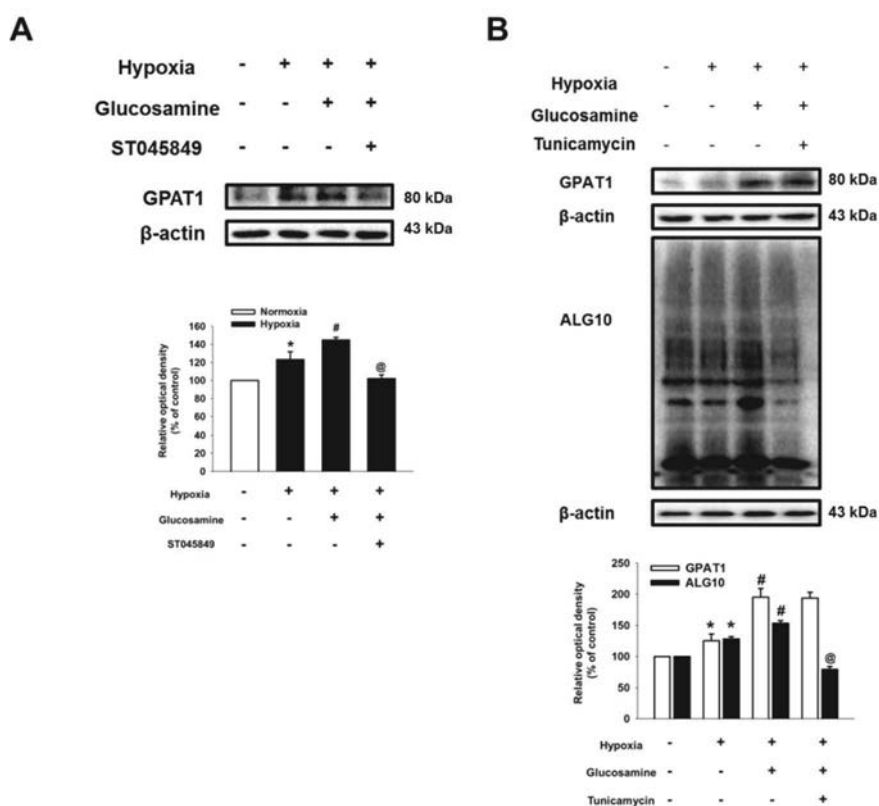 A
Hypoxia - + + +
Glucosamine - - + +
ST045849 - - - +
GPAT1 80 kDa
β-actin 43 kDa
Normoxia
Hypoxia
Relative optical density
(% of control)
160
140
120
100
80
60
40
20
0
* # @
Hypoxia - + + +
Glucosamine - - + +
ST045849 - - - +
B
Hypoxia - + + +
Glucosamine - - + +
Tunicamycin - - - +
GPAT1 80 kDa
β-actin 43 kDa
ALG10
β-actin 43 kDa
GPAT1
ALG10
Relative optical density
(% of control)
250
200
150
100
50
0
* * # # @
Hypoxia - + + +
Glucosamine - - + +
Tunicamycin - - - +